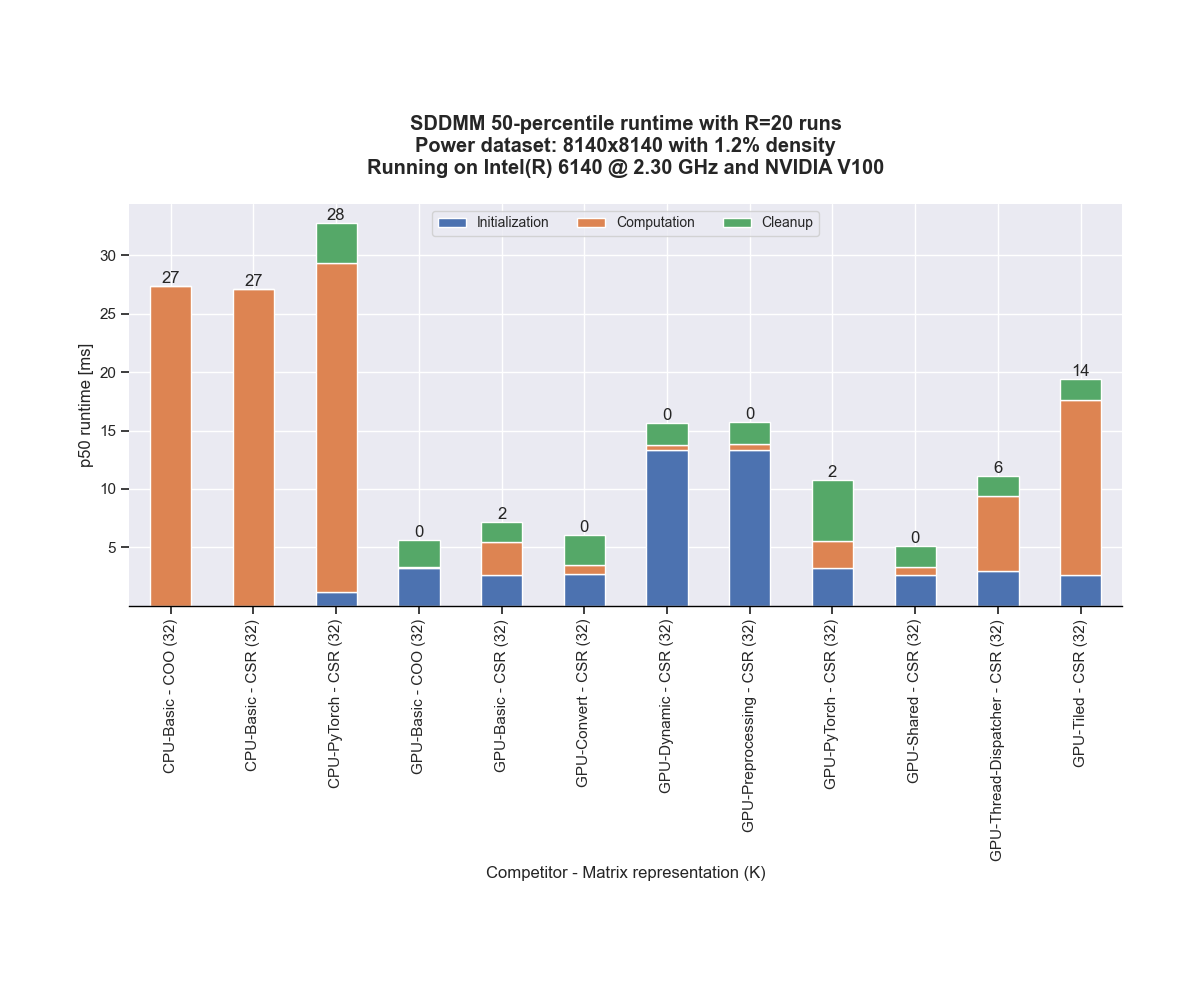 SDDMM 50-percentile runtime with R=20 runs
Power dataset: 8140x8140 with 1.2% density
Running on Intel(R) 6140 @ 2.30 GHz and NVIDIA V100
Initialization
Computation
Cleanup
p50 runtime [ms]
30
25
20
15
10
5
27
27
28
0
2
0
0
0
2
0
6
14
CPU-Basic - COO (32)
CPU-Basic - CSR (32)
CPU-PyTorch - CSR (32)
GPU-Basic - COO (32)
GPU-Basic - CSR (32)
GPU-Convert - CSR (32)
GPU-Dynamic - CSR (32)
GPU-Preprocessing - CSR (32)
GPU-PyTorch - CSR (32)
GPU-Shared - CSR (32)
GPU-Thread-Dispatcher - CSR (32)
GPU-Tiled - CSR (32)
Competitor - Matrix representation (K)